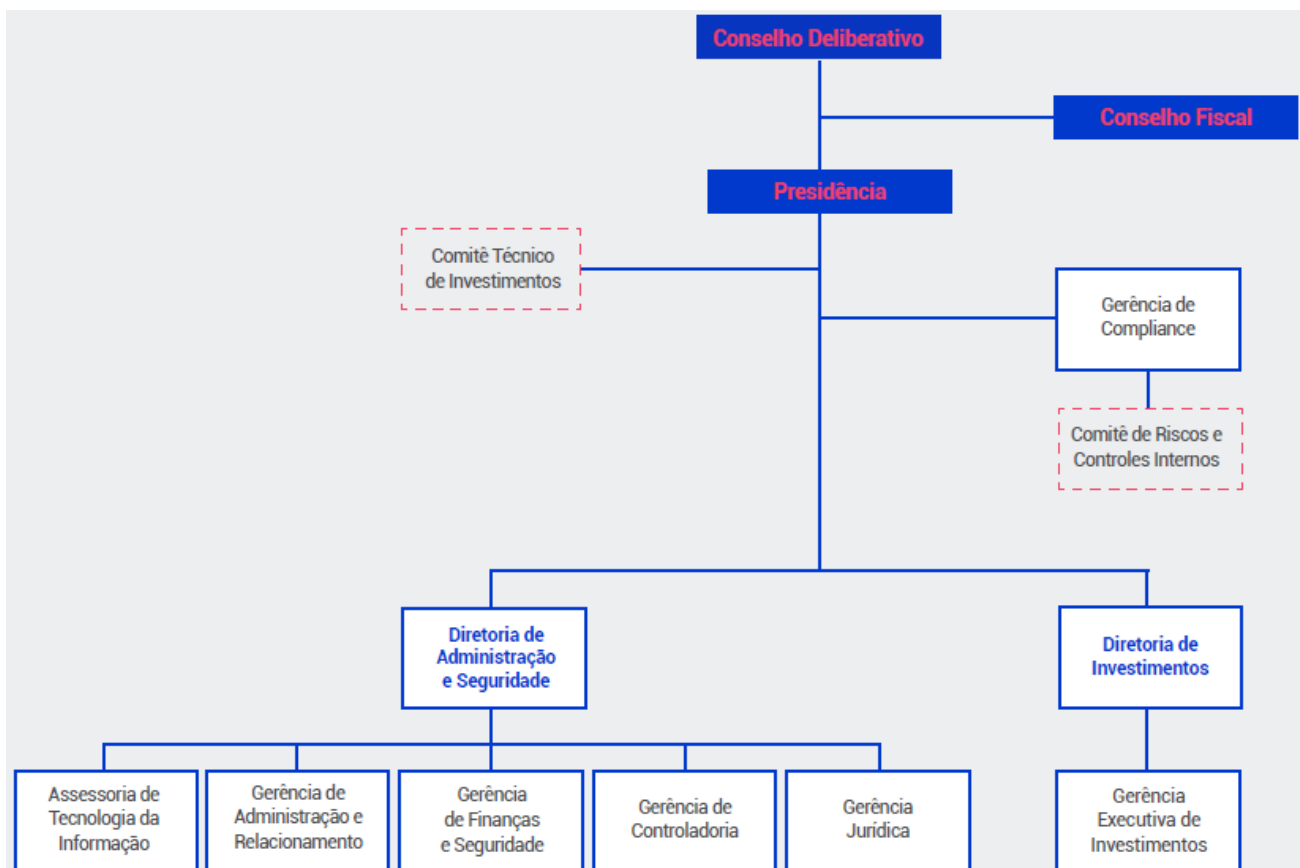 Conselho Deliberativo
Conselho Fiscal
Presidência
Comitê Técnico
de Investimentos
Gerência de
Compliance
Comitê de Riscos e
Controles Internos
Diretoria de
Administração
e Seguridade
Diretoria de
Investimentos
Assessoria de
Tecnologia da
Informação
Gerência de
Administração e
Relacionamento
Gerência
de Finanças
e Seguridade
Gerência de
Controladoria
Gerência
Jurídica
Gerência
Executiva de
Investimentos